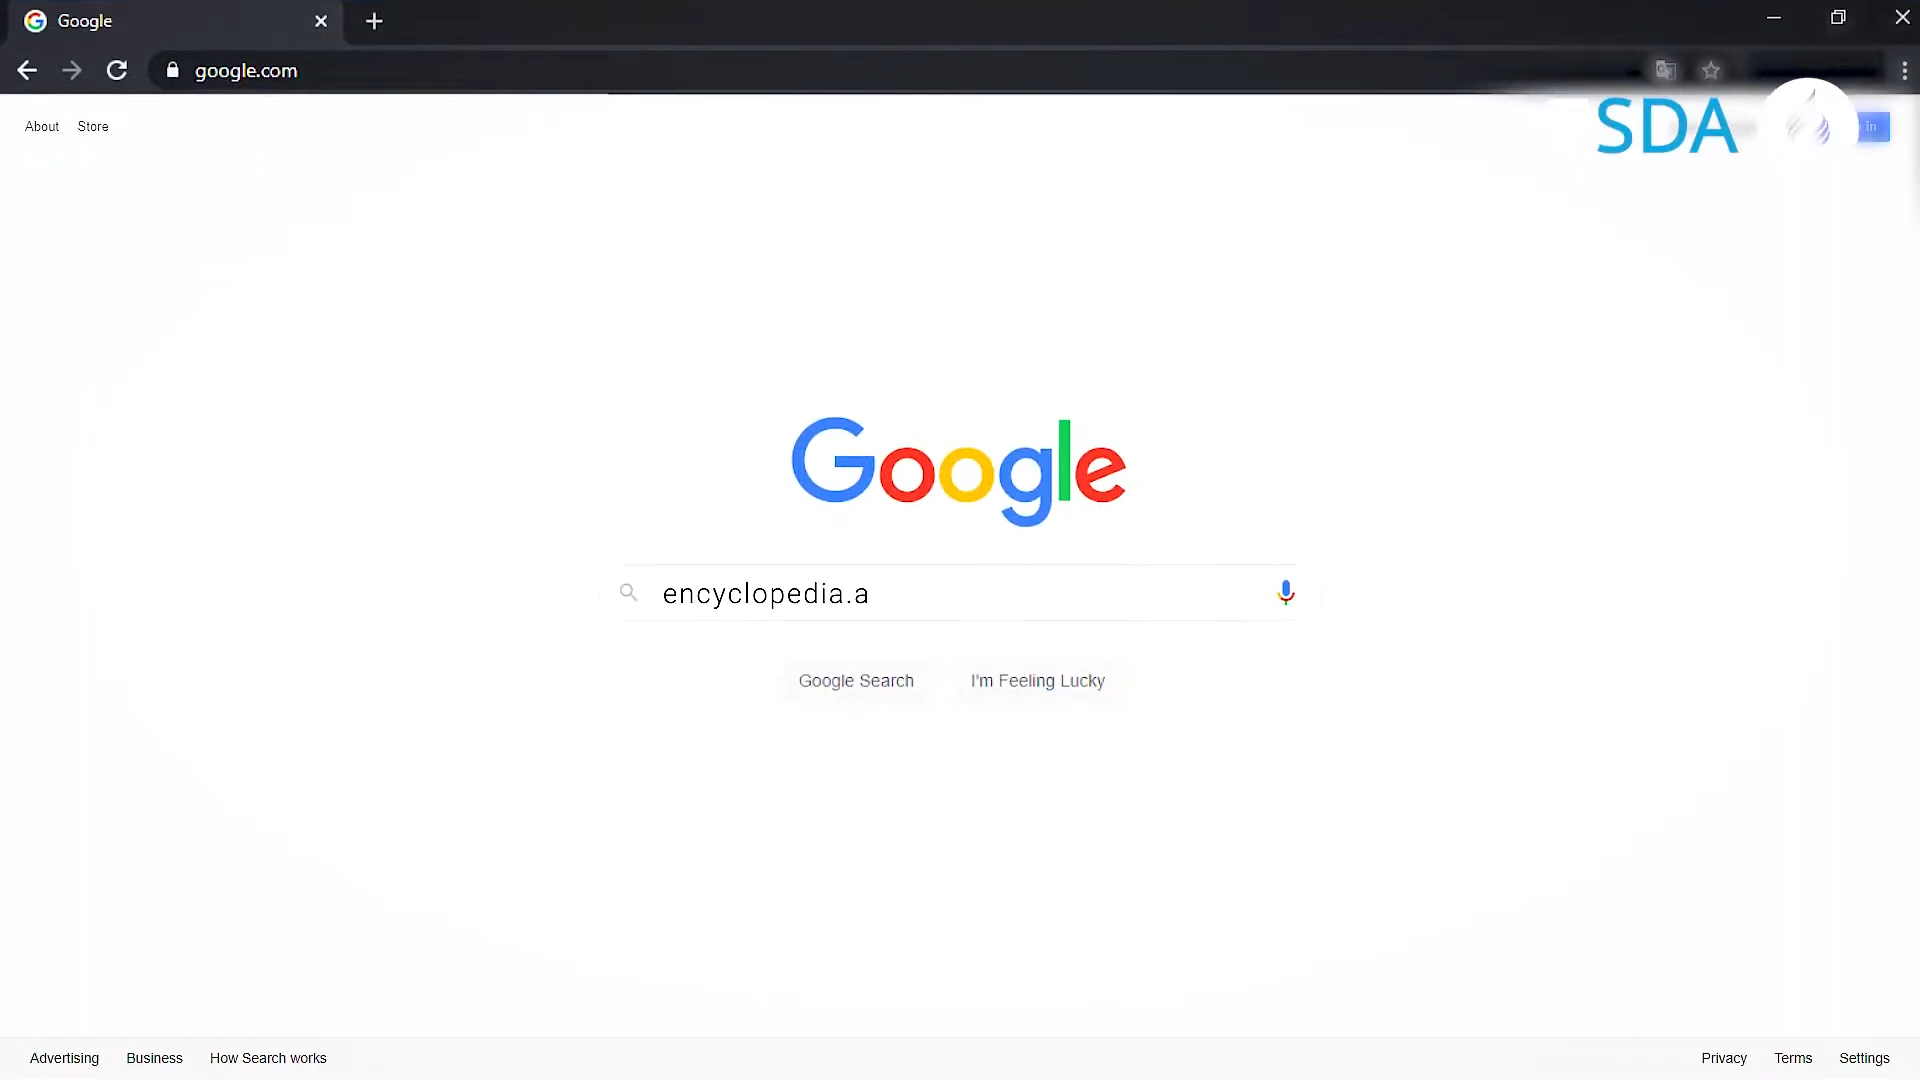 Google
google.com
About Store
SDA
in
Google
encyclopedia.a
Google Search I'm Feeling Lucky
Advertising Business How Search works
Privacy Terms Settings